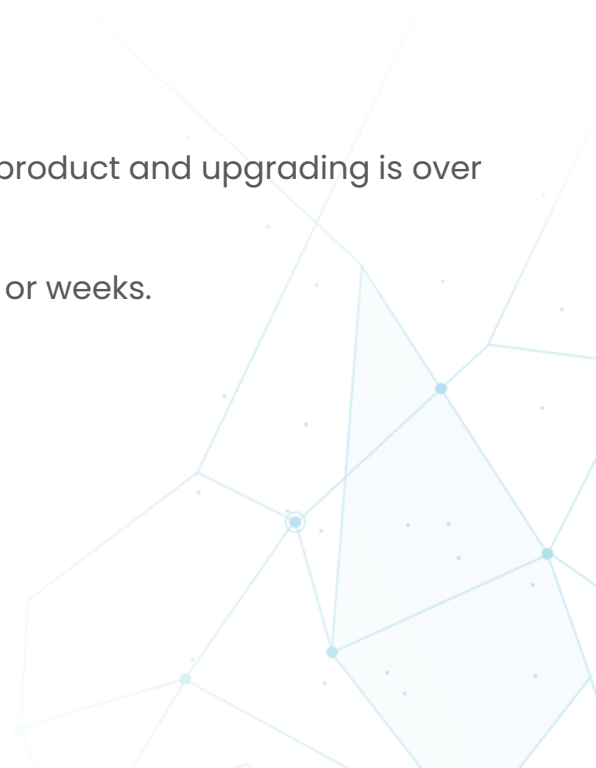 product and upgrading is over
or weeks.